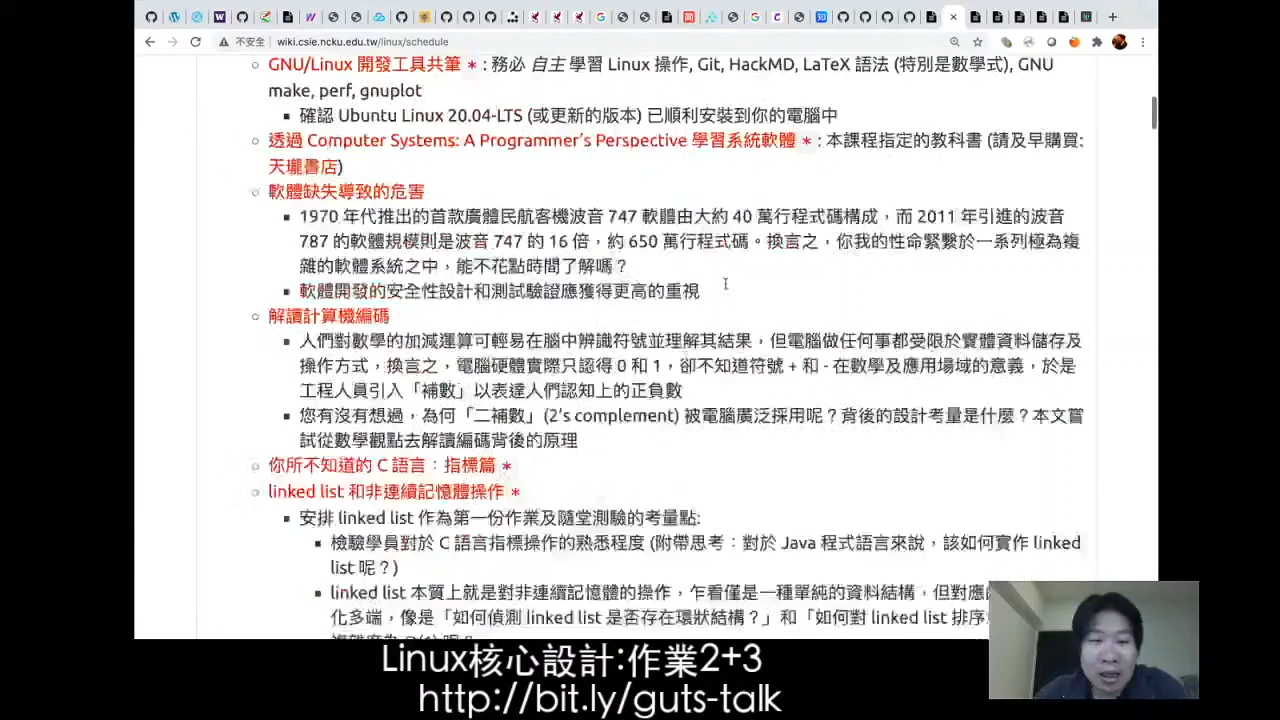 不安全 wiki.csie.ncku.edu.tw/linux/schedule
GNU/Linux 開發工具共筆 * : 務必 自主 學習 Linux 操作, Git, HackMD, LaTeX 語法 (特別是數學式), GNU
make, perf, gnuplot
確認 Ubuntu Linux 20.04-LTS (或更新的版本) 已順利安裝到你的電腦中
透過 Computer Systems: A Programmer’s Perspective 學習系統軟體 * : 本課程指定的教科書 (請及早購買:
天瓏書店)
軟體缺失導致的危害
1970 年代推出的首款廣體民航客機波音 747 軟體由大約 40 萬行程式碼構成，而 2011 年引進的波音
787 的軟體規模則是波音 747 的 16 倍，約 650 萬行程式碼。換言之，你我的性命緊繫於一系列極為複
雜的軟體系統之中，能不花點時間了解嗎？
軟體開發的安全性設計和測試驗證應獲得更高的重視
解讀計算機編碼
人們對數學的加減運算可輕易在腦中辨識符號並理解其結果，但電腦做任何事都受限於實體資料儲存及
操作方式，換言之，電腦硬體實際只認得 0 和 1，卻不知道符號 + 和 - 在數學及應用場域的意義，於是
工程人員引入「補數」以表達人們認知上的正負數
您有沒有想過，為何「二補數」(2’s complement) 被電腦廣泛採用呢？背後的設計考量是什麼？本文嘗
試從數學觀點去解讀編碼背後的原理
你所不知道的 C 語言：指標篇 *
linked list 和非連續記憶體操作 *
安排 linked list 作為第一份作業及隨堂測驗的考量點:
檢驗學員對於 C 語言指標操作的熟悉程度 (附帶思考：對於 Java 程式語言來說，該如何實作 linked
list 呢？)
linked list 本質上就是對非連續記憶體的操作，乍看僅是一種單純的資料結構，但對應
化多端，像是「如何偵測 linked list 是否存在環狀結構？」和「如何對 linked list 排序
Linux核心設計:作業2+3
http://bit.ly/guts-talk